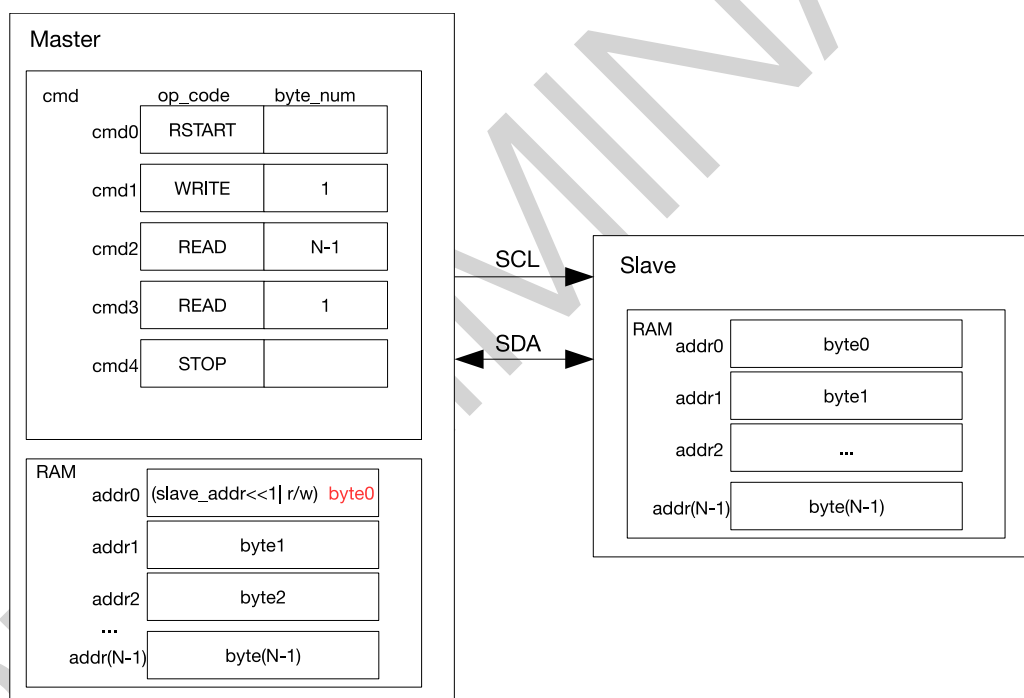 Master
cmd op_code byte_num
cmd0 RSTART
cmd1 WRITE 1
cmd2 READ N-1
cmd3 READ 1
cmd4 STOP
RAM
addr0 (slave_addr<<1| r/w) byte0
addr1 byte1
addr2 byte2
...
addr(N-1) byte(N-1)
SCL
SDA
Slave
RAM
addr0 byte0
addr1 byte1
addr2 ...
addr(N-1) byte(N-1)